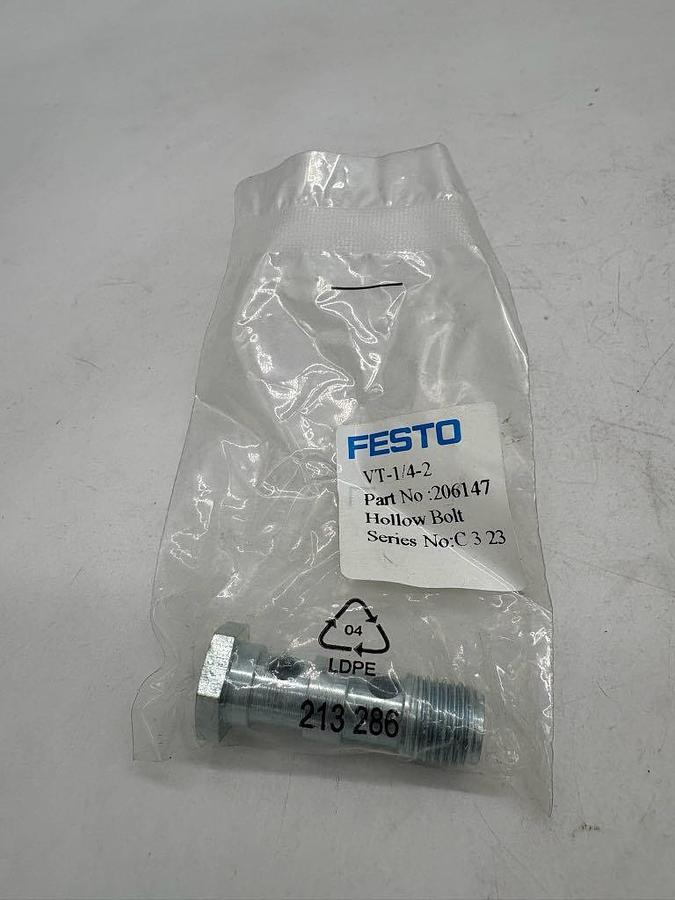 FESTO
VT-1/4-2
Part No :206147
Hollow Bolt
Series No:C 3 23
04
LDPE
213 286